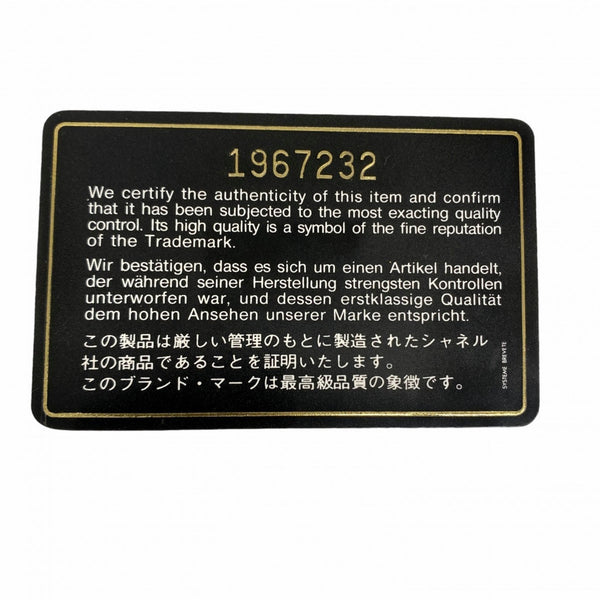 1967232
We certify the authenticity of this item and confirm
that it has been subjected to the most exacting quality
control. Its high quality is a symbol of the fine reputation
of the Trademark.
Wir bestätigen, dass es sich um einen Artikel handelt,
der während seiner Herstellung strengsten Kontrollen
unterworfen war, und dessen erstklassige Qualität
dem hohen Ansehen unserer Marke entspricht.
この製品は厳しい管理のもとに製造されたシャネル
社の商品であることを証明いたします。
このブランド・マークは最高級品質の象徴です。
SYSTEME BREVETE